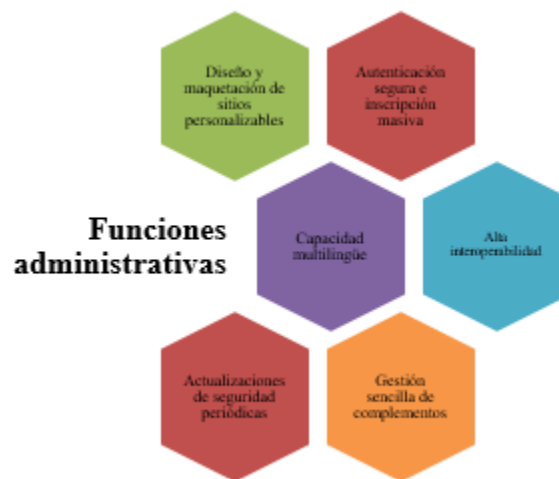 Diseño y
maquetación de
sitios
personalizables
Autenticación
segura e
inscripción
masiva
Funciones
administrativas
Capacidad
multilingüe
Alta
interoperabilidad
Actualizaciones
de seguridad
periódicas
Gestión
sencilla de
complementos